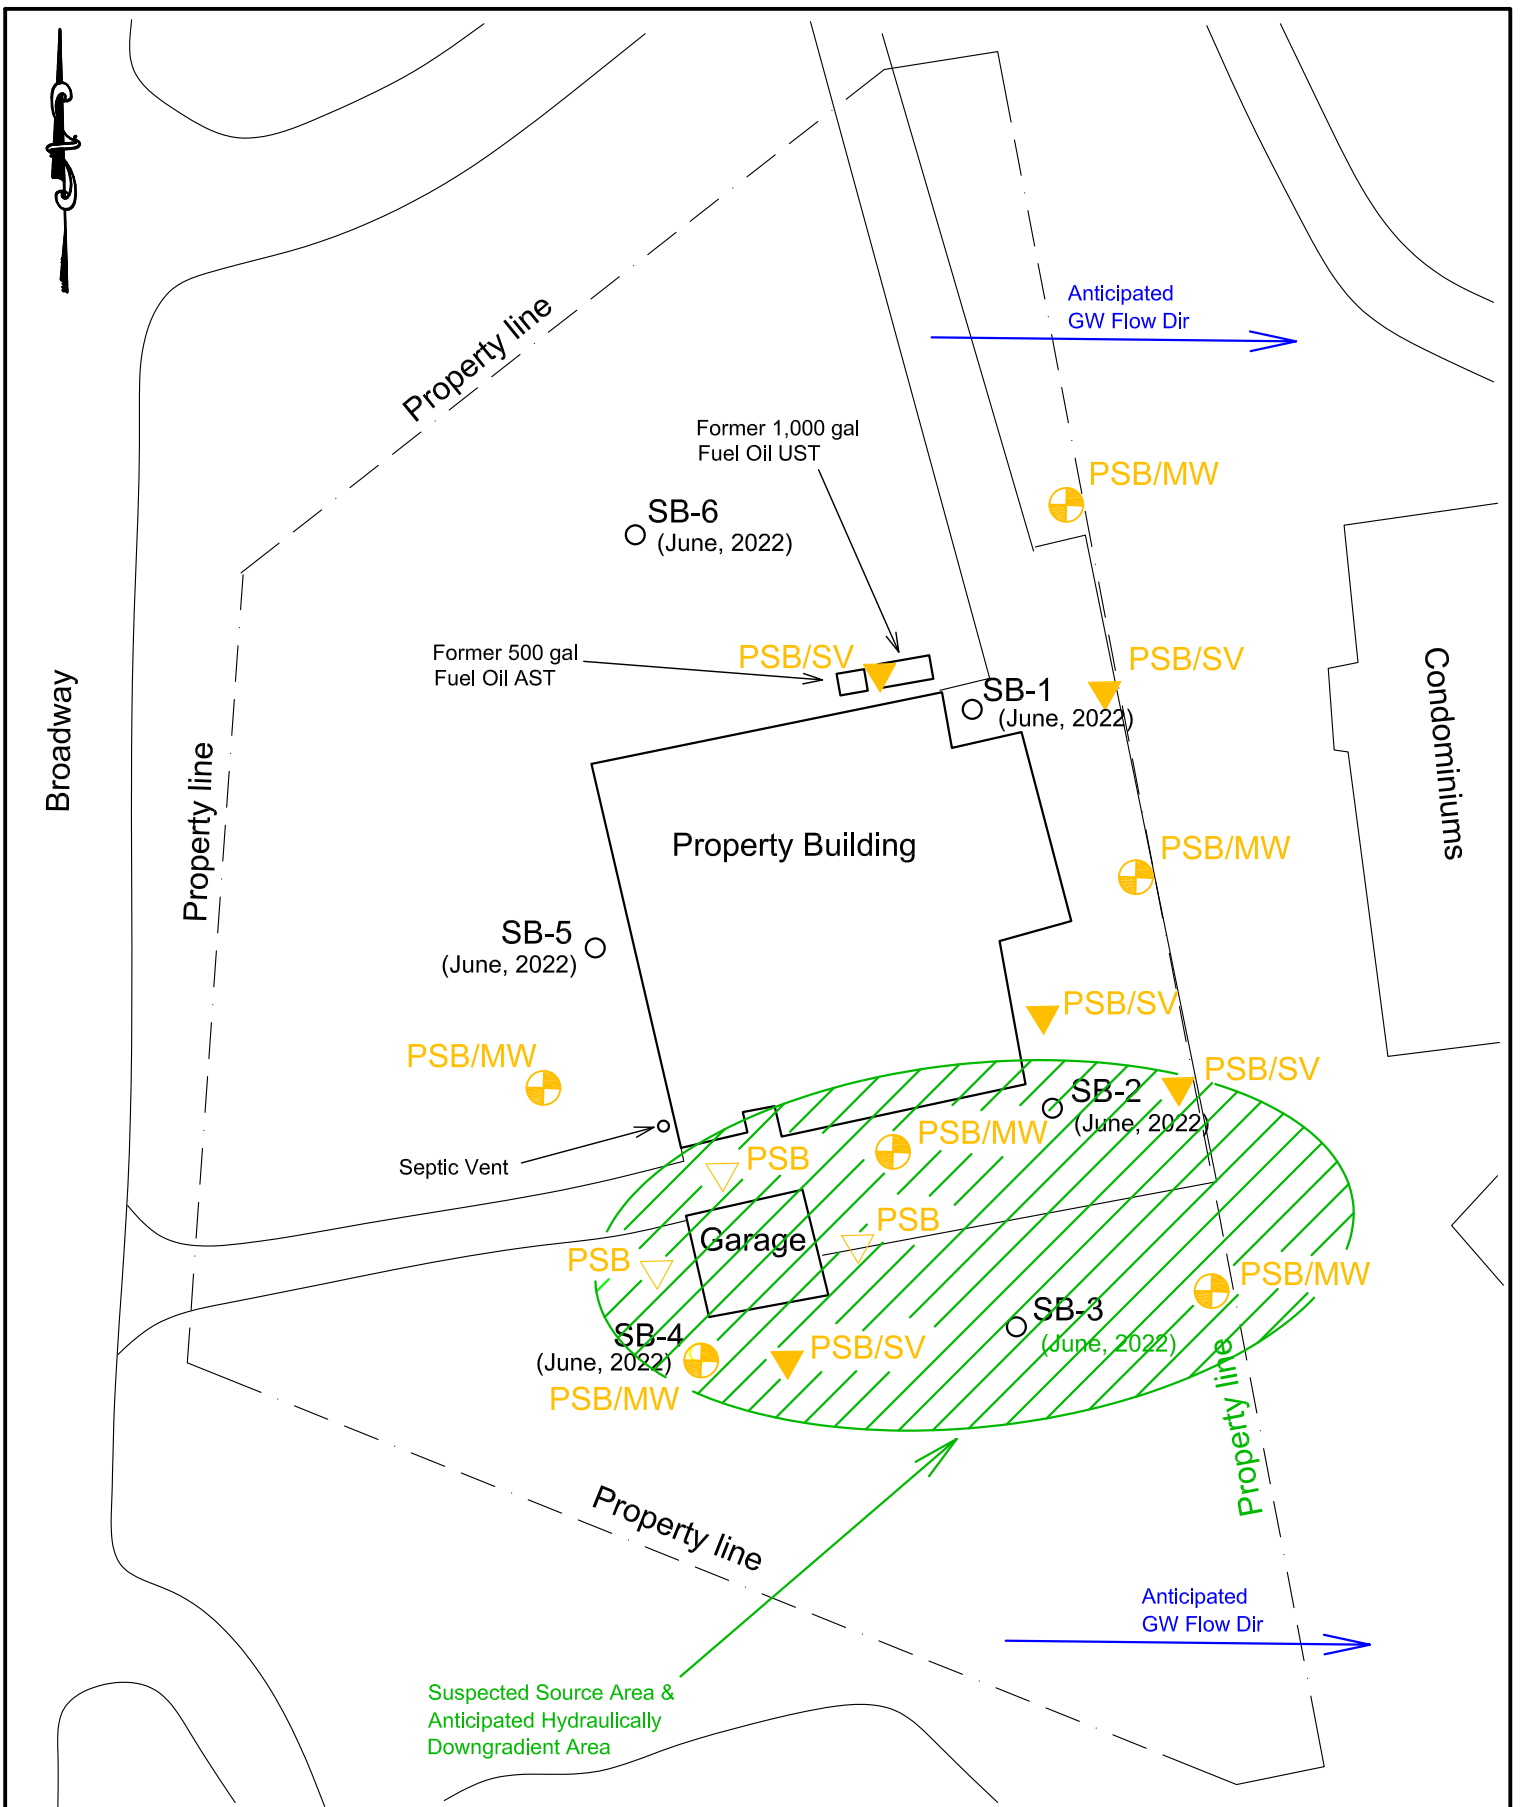 Anticipated
GW Flow Dir
Property line
Former 1,000 gal
Fuel Oil UST
PSB/MW
SB-6
(June, 2022)
Former 500 gal
Fuel Oil AST
PSB/SV
PSB/SV
SB-1
(June, 2022)
Condominiums
Broadway
Property line
Property Building
PSB/MW
SB-5
(June, 2022)
PSB/SV
PSB/MW
PSB/SV
SB-2
(June, 2022)
PSB/MW
Septic Vent
PSB
PSB
Garage
PSB
PSB/MW
SB-3
(June, 2022)
SB-4
(June, 2022)
PSB/SV
PSB/MW
Property line
Property line
Anticipated
GW Flow Dir
Suspected Source Area &
Anticipated Hydraulically
Downgradient Area